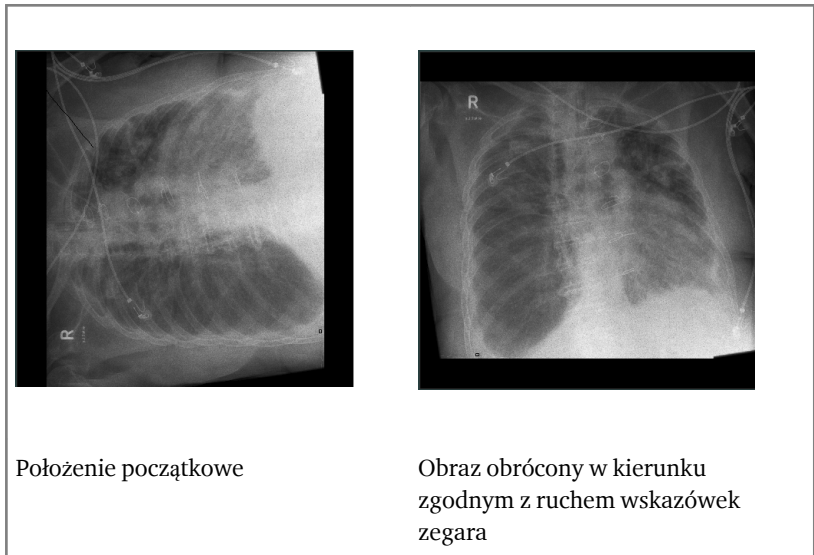 R
R
Położenie początkowe
Obraz obrócony w kierunku
zgodnym z ruchem wskazówek
zegara